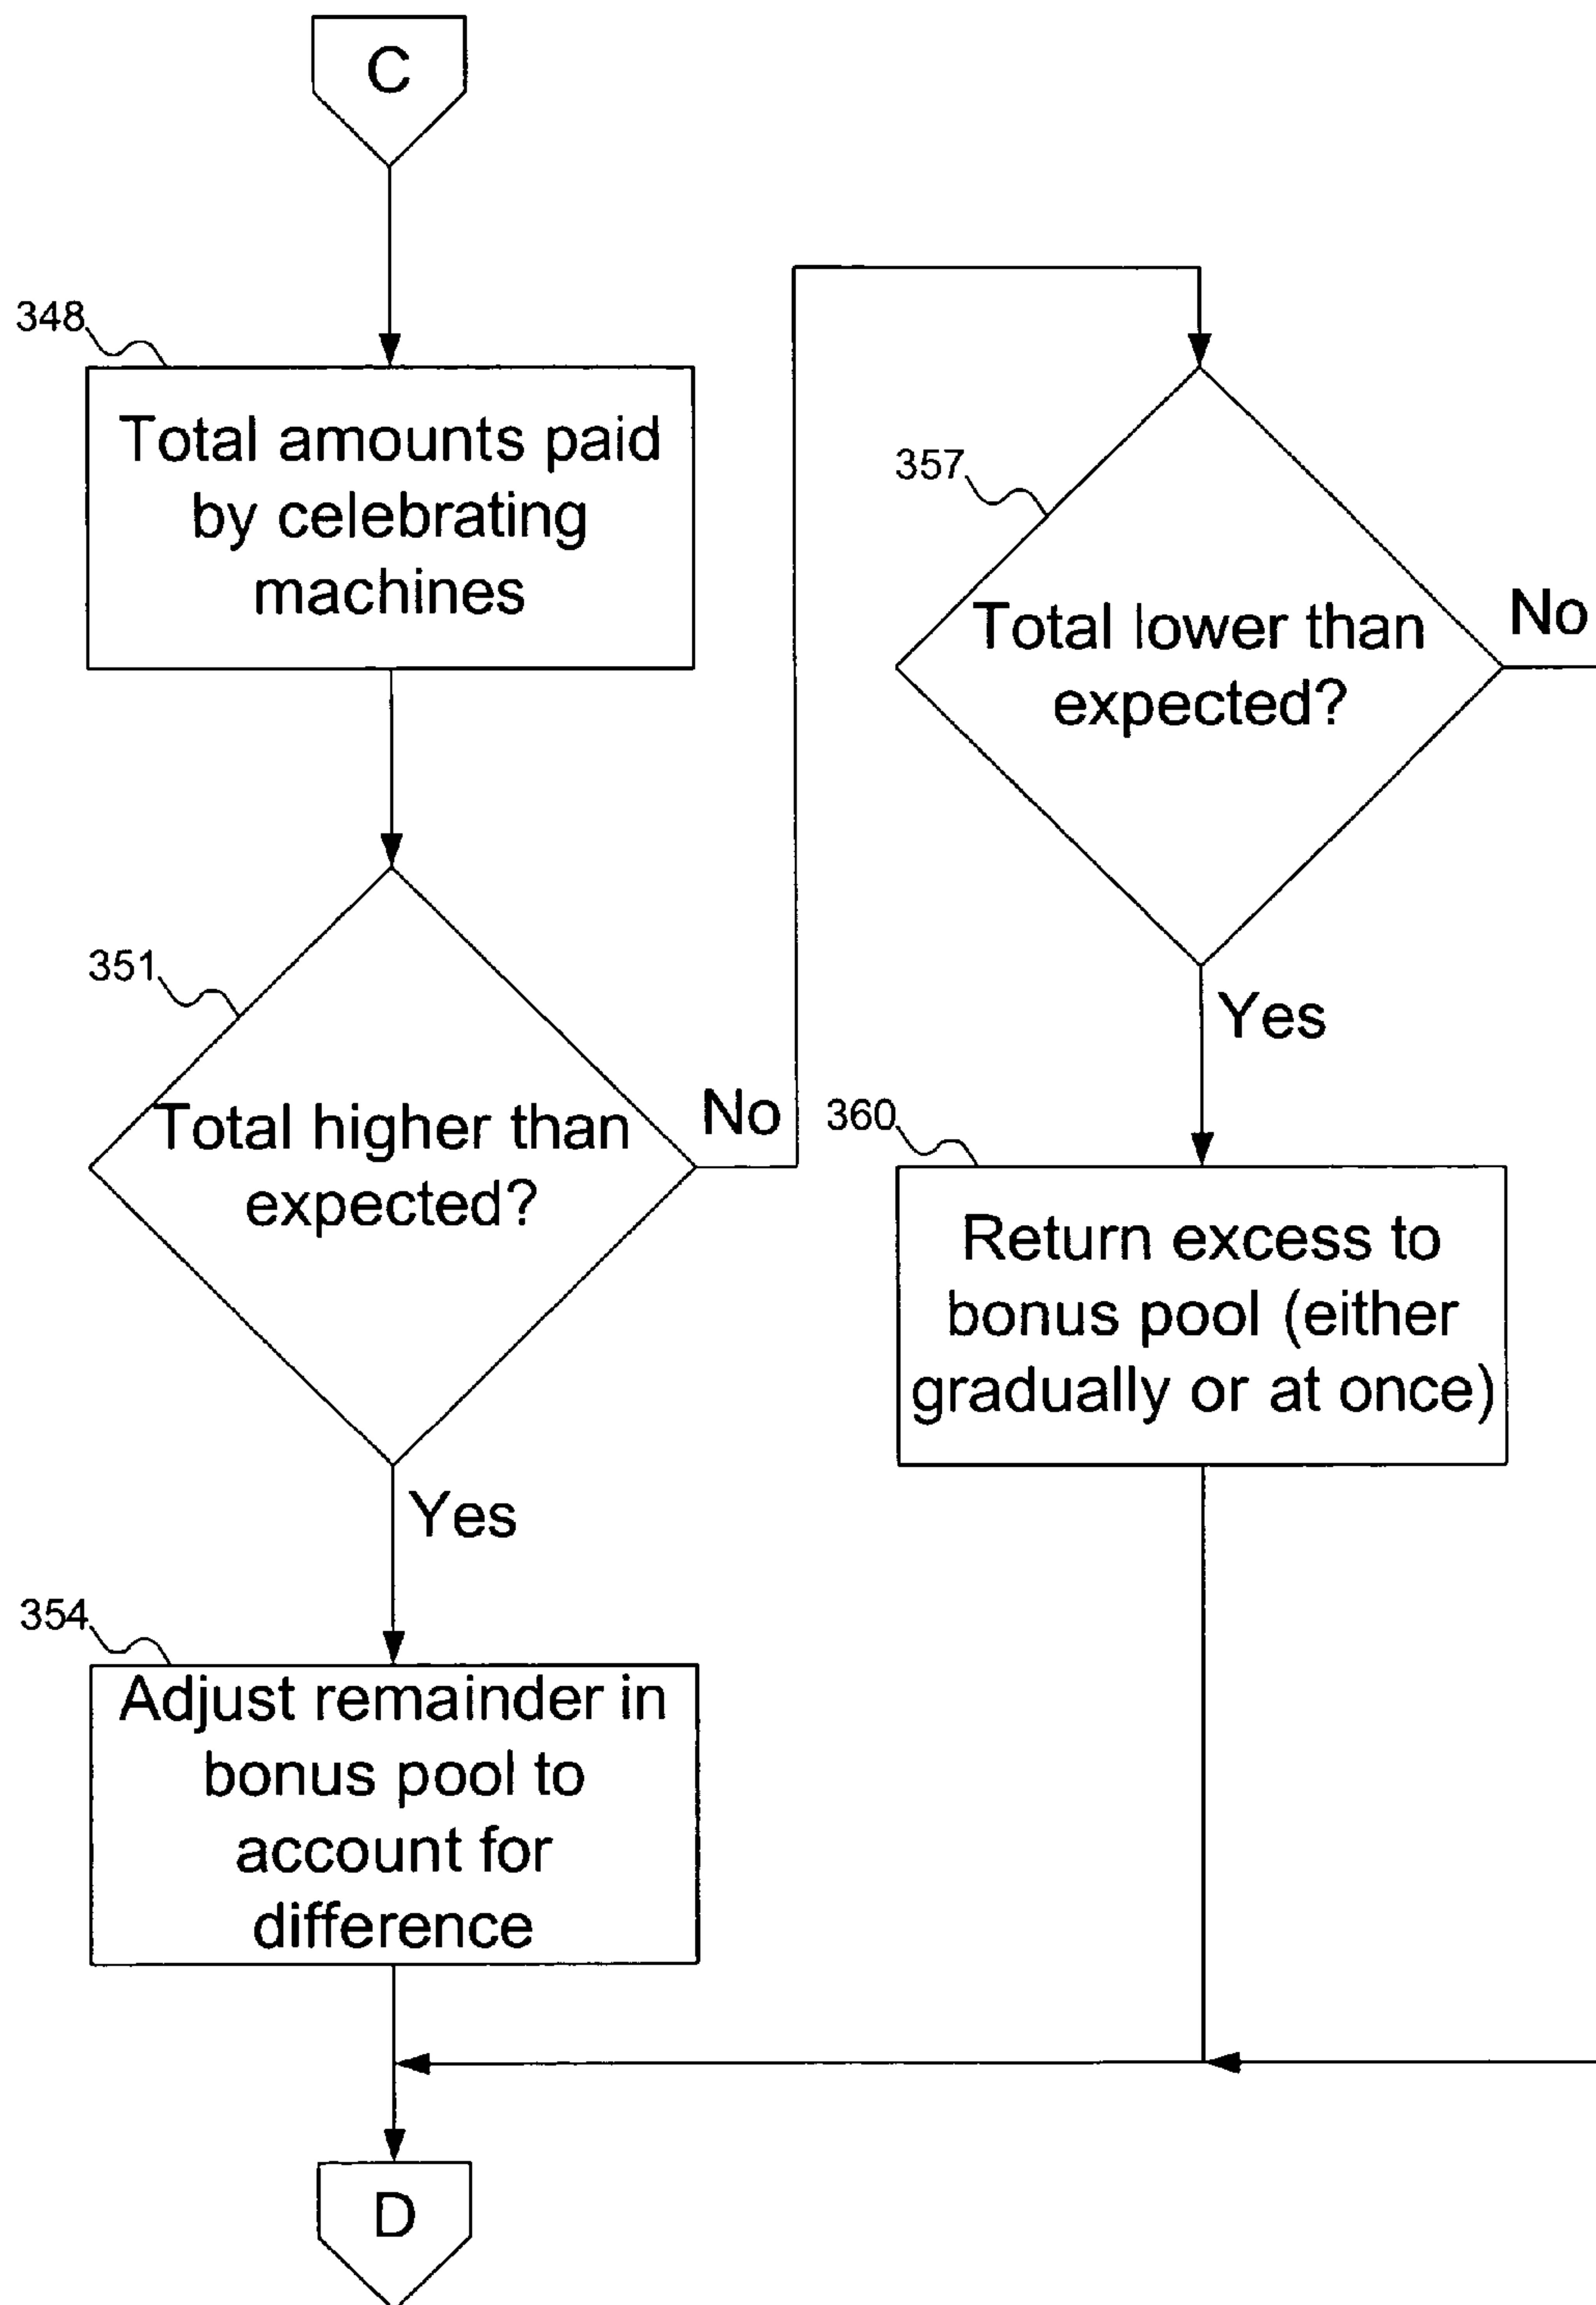 C
348
Total amounts paid
by celebrating
machines
351
Total higher than
expected?
No
Yes
354
Adjust remainder in
bonus pool to
account for
difference
357
Total lower than
expected?
No
Yes
360
Return excess to
bonus pool (either
gradually or at once)
D